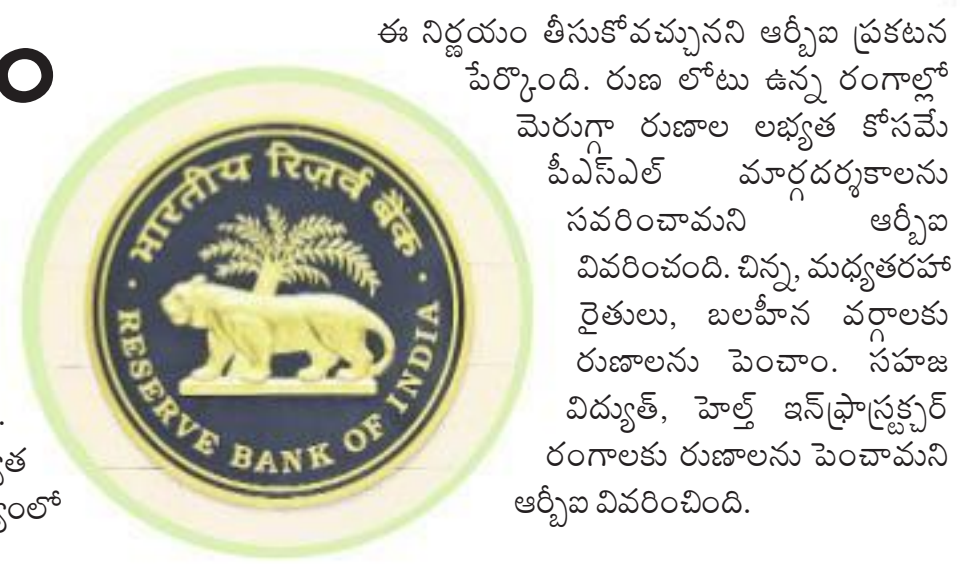 ఈ నిర్ణయం తీసుకోవచ్చునని ఆర్బీఐ ప్రకటన
పేర్కొంది. రుణ లోటు ఉన్న రంగాల్లో
మెరుగ్గా రుణాల లభ్యత కోసమే
పీఎస్ఎల్ మార్గదర్శకాలను
సవరించామని ఆర్బీఐ
వివరించంది. చిన్న, మధ్యతరహా
రైతులు, బలహీన వర్గాలకు
రుణాలను పెంచాం. సహజ
విద్యుత్, హెల్త్ ఇన్‌ఫ్రాస్ట్రక్చర్
రంగాలకు రుణాలను పెంచామని
ఆర్బీఐ వివరించింది.
भारतीय रिज़र्व बैंक
RESERVE BANK OF INDIA